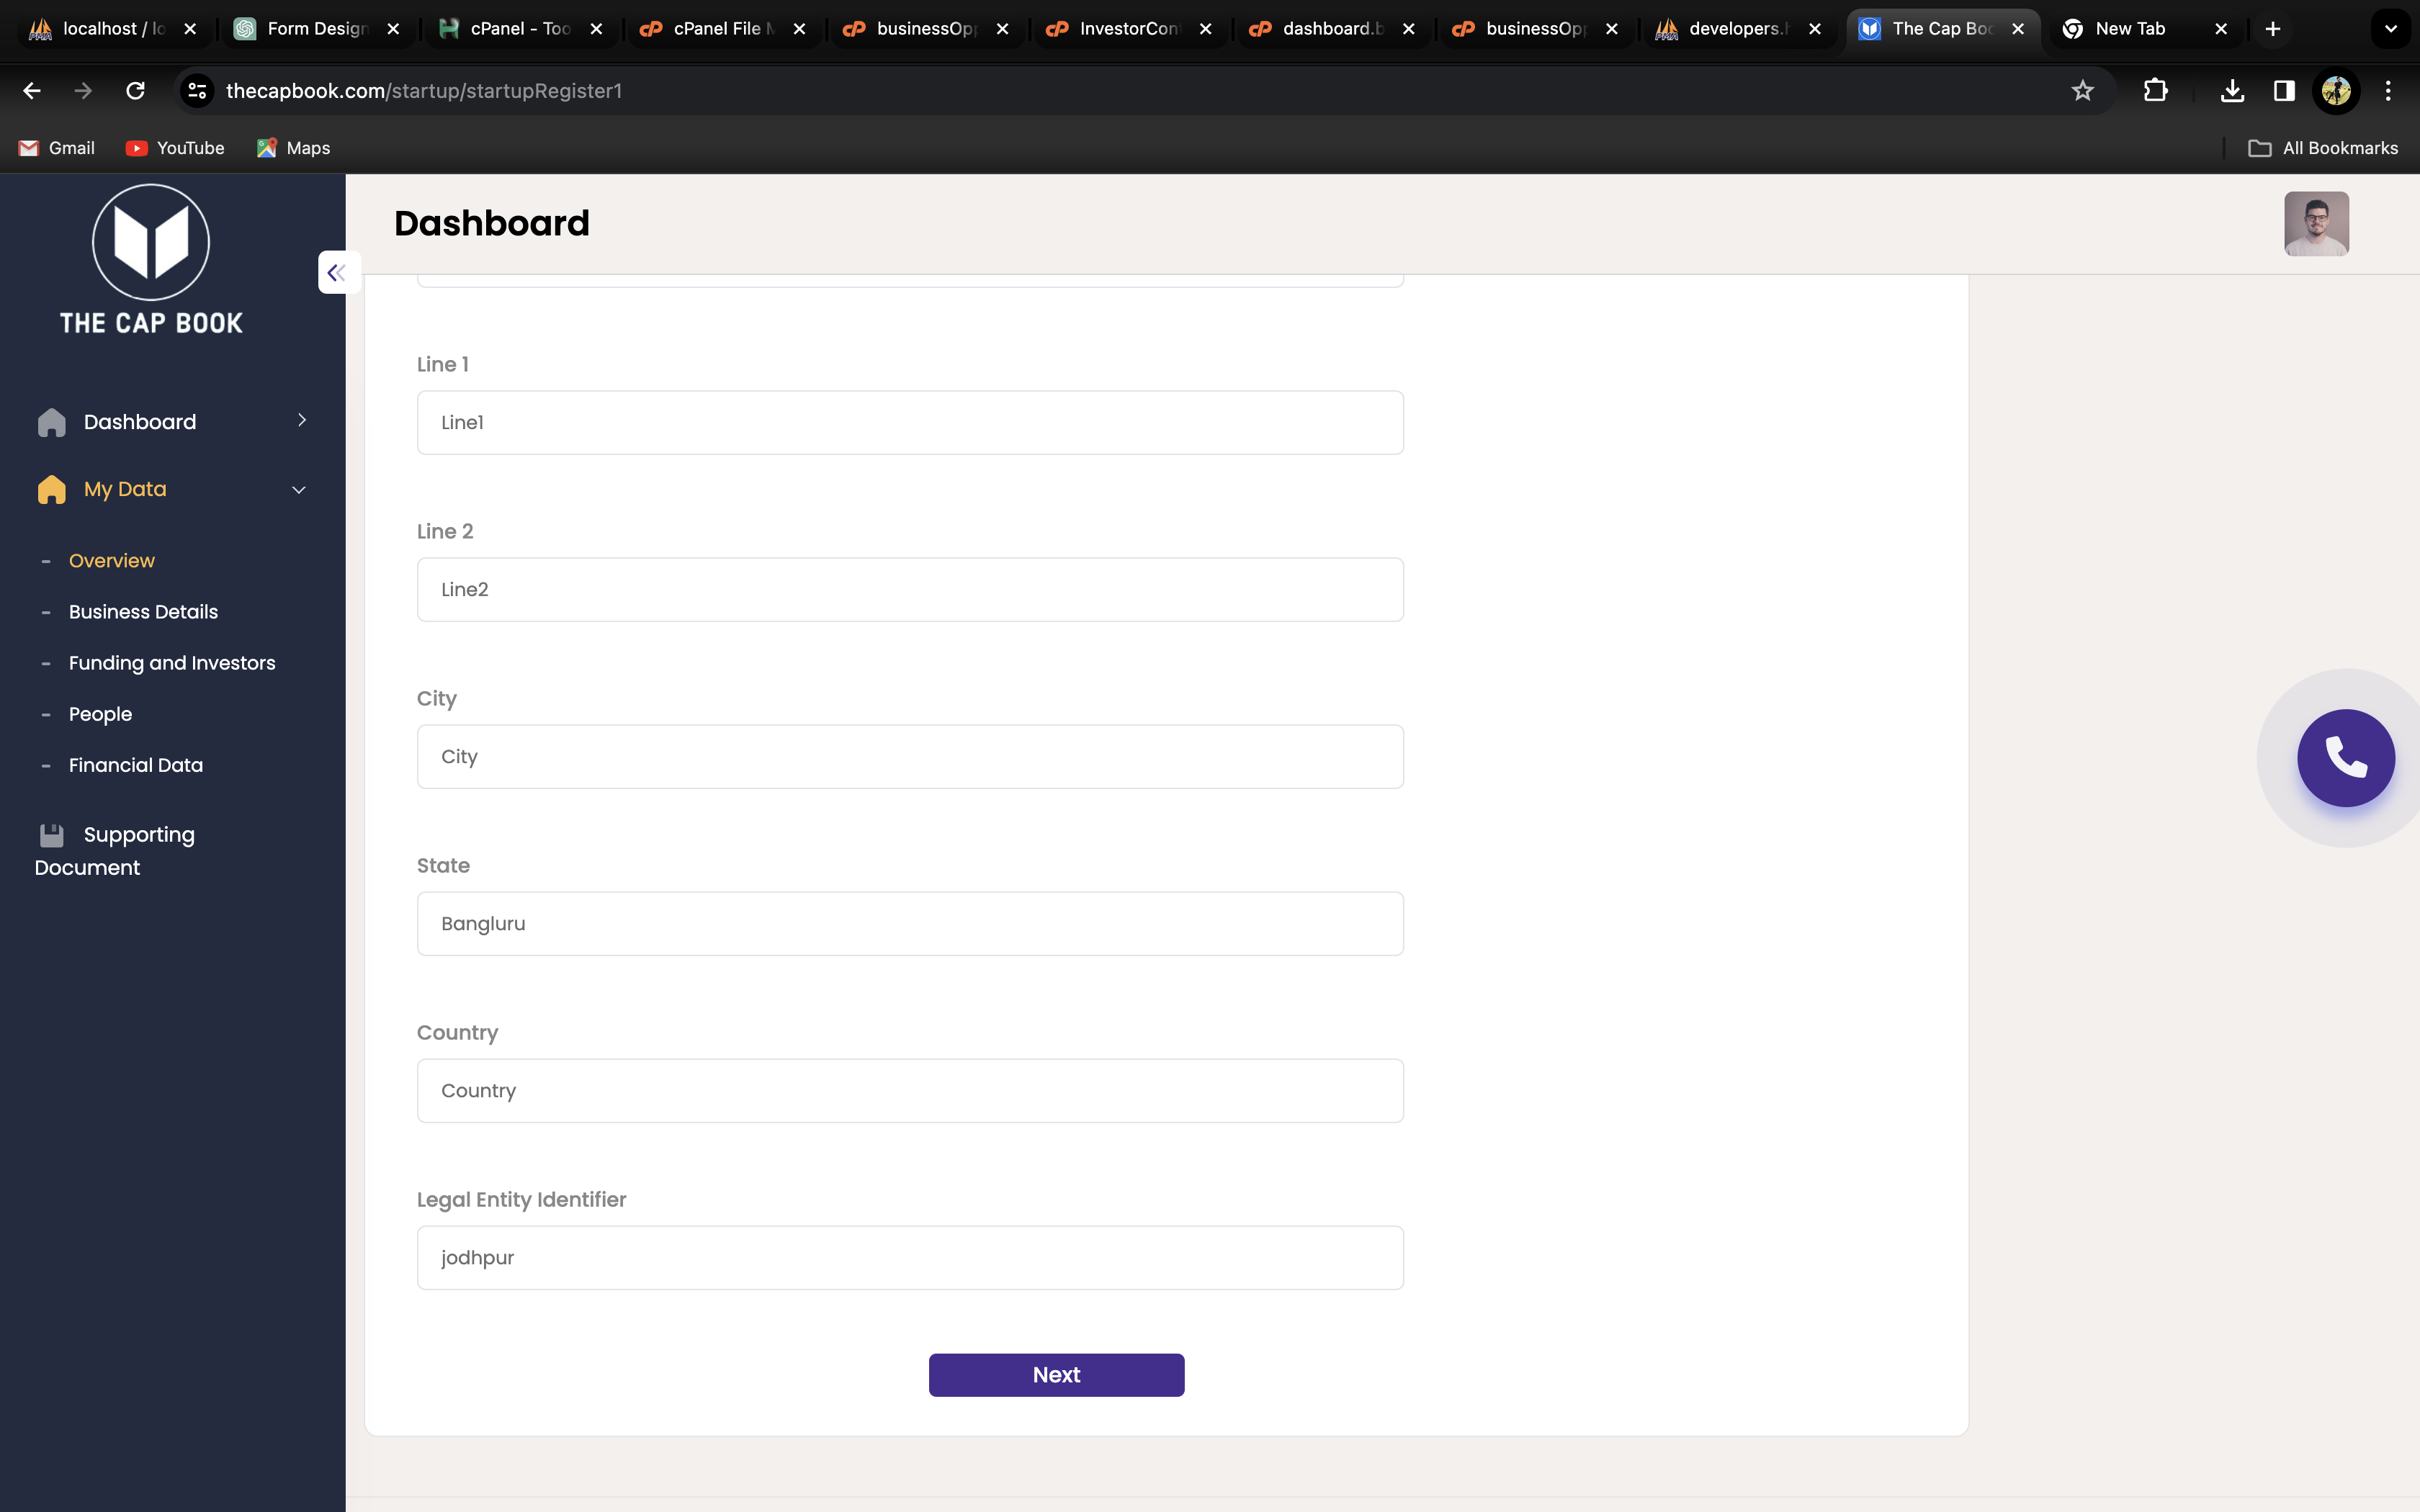 localhost / lo
Form Design
cPanel - Too
cPanel File M
businessOpp
InvestorCont
dashboard.b
businessOpp
developers.h
The Cap Boo
New Tab
thecapbook.com/startup/startupRegister1
Gmail
YouTube
Maps
All Bookmarks
THE CAP BOOK
Dashboard
My Data
- Overview
- Business Details
- Funding and Investors
- People
- Financial Data
Supporting
Document
Dashboard
Line 1
Line1
Line 2
Line2
City
City
State
Bangluru
Country
Country
Legal Entity Identifier
jodhpur
Next